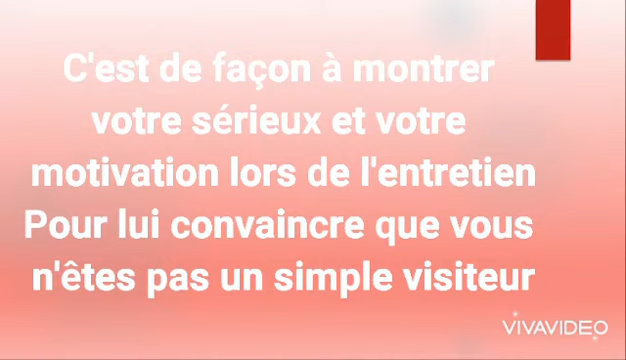 C'est de façon à montrer
votre sérieux et votre
motivation lors de l'entretien
Pour lui convaincre que vous
n'êtes pas un simple visiteur
VIVAVIDEO